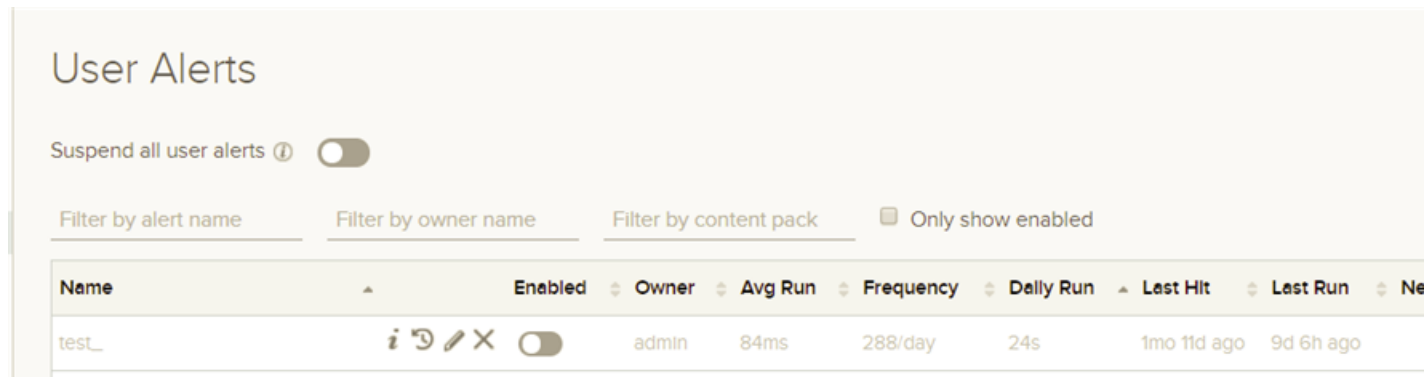 User Alerts
Suspend all user alerts
Filter by alert name Filter by owner name Filter by content pack Only show enabled
Name Enabled Owner Avg Run Frequency Daily Run Last Hit Last Run Ne
test_ admin 84ms 288/day 24s 1mo 11d ago 9d 6h ago